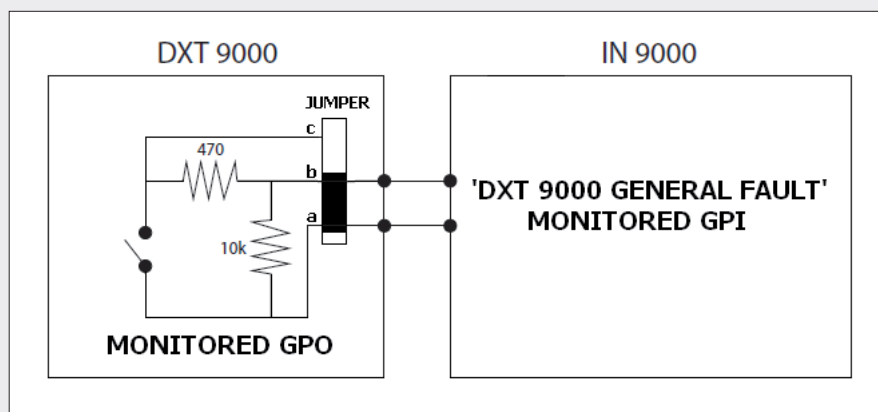 DXT 9000
IN 9000
JUMPER
c
470
b
a
10k
'DXT 9000 GENERAL FAULT'
MONITORED GPI
MONITORED GPO